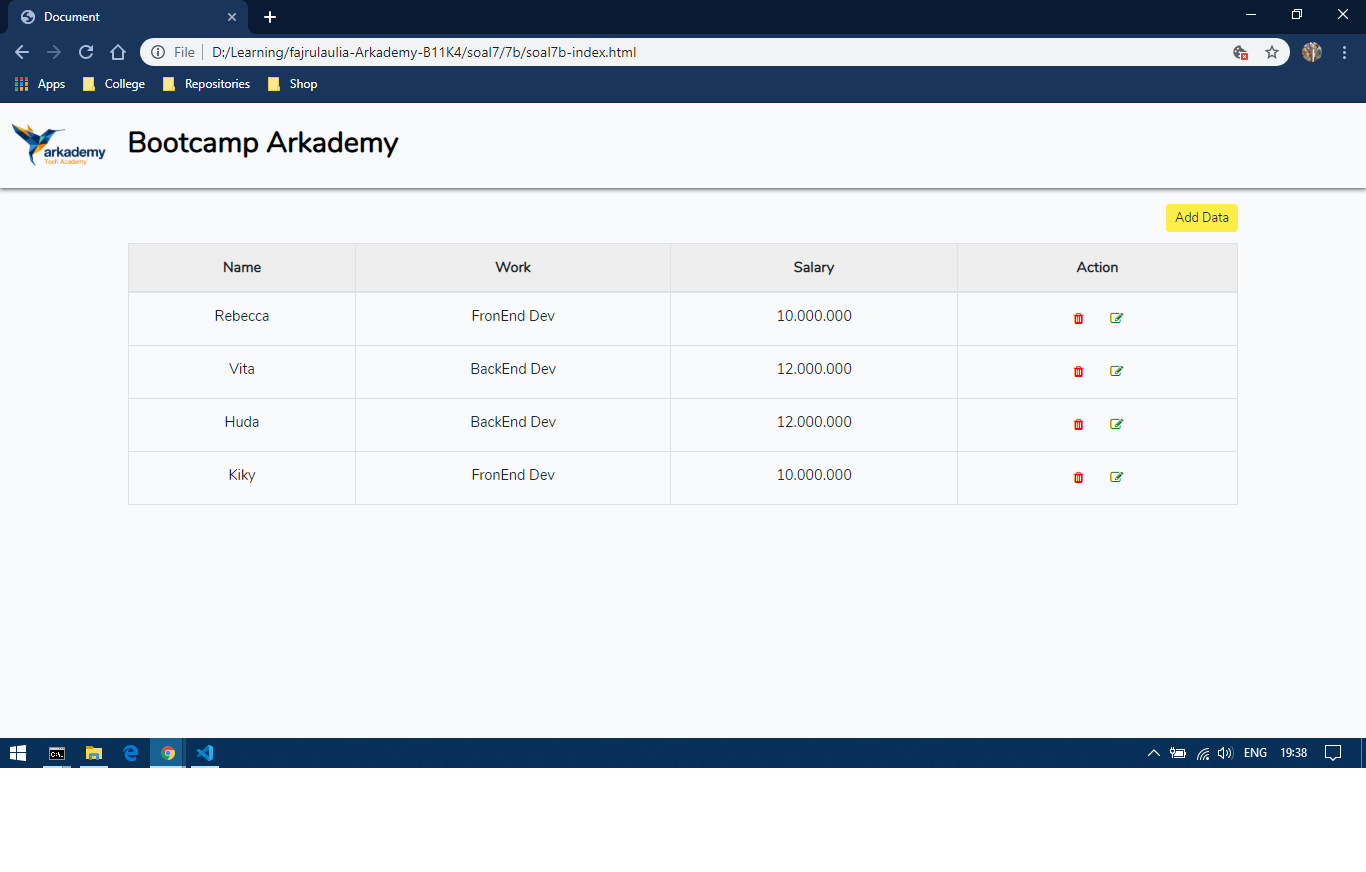 Document
File D:/Learning/fajrulaulia-Arkademy-B11K4/soal7/7b/soal7b-index.html
Apps College Repositories Shop
arkademy
Tech Academy
Bootcamp Arkademy
Add Data
Name Work Salary Action
Rebecca FronEnd Dev 10.000.000
Vita BackEnd Dev 12.000.000
Huda BackEnd Dev 12.000.000
Kiky FronEnd Dev 10.000.000
ENG 19:38